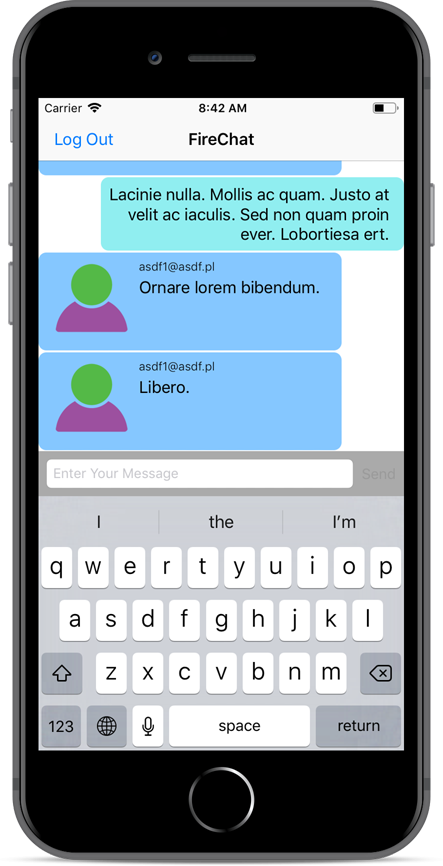 Carrier 8:42 AM
Log Out FireChat
Lacinie nulla. Mollis ac quam. Justo at
velit ac iaculis. Sed non quam proin
ever. Lobortiesa ert.
asdf1@asdf.pl
Ornare lorem bibendum.
asdf1@asdf.pl
Libero.
Enter Your Message Send
I the I’m
q w e r t y u i o p
a s d f g h j k l
z x c v b n m
123 space return